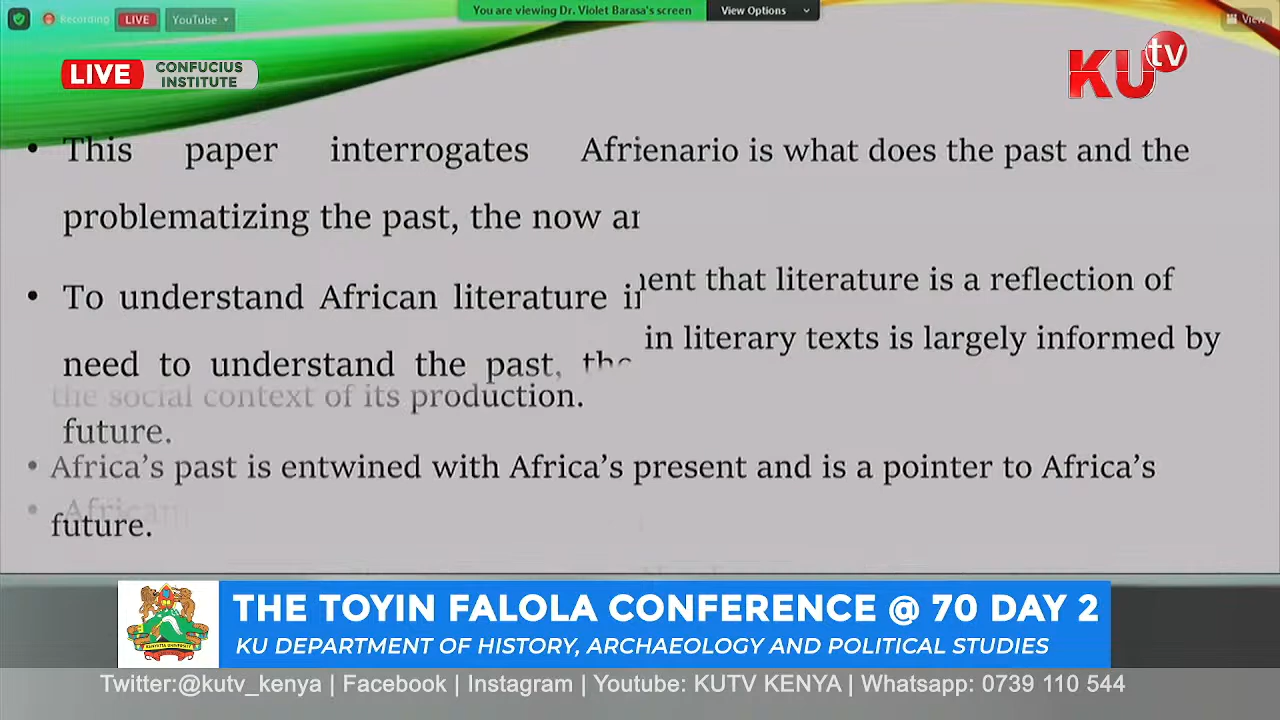 Recording
LIVE
YouTube
You are viewing Dr. Violet Barasa's screen
View Options
View
LIVE
CONFUCIUS
INSTITUTE
KU tv
• This paper interrogates Afrienario is what does the past and the
problematizing the past, the now ar
ent that literature is a reflection of
• To understand African literature in
in literary texts is largely informed by
need to understand the past, the
the social context of its production.
future.
• Africa's past is entwined with Africa's present and is a pointer to Africa's
• African
future.
THE TOYIN FALOLA CONFERENCE @ 70 DAY 2
KU DEPARTMENT OF HISTORY, ARCHAEOLOGY AND POLITICAL STUDIES
Twitter:@kutv_kenya | Facebook | Instagram | Youtube: KUTV KENYA | Whatsapp: 0739 110 544